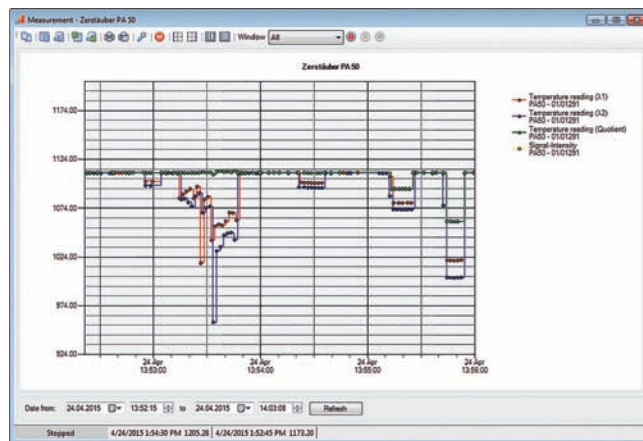 Measurement - Zerstäuber PA 50
Window All
Zerstäuber PA50
1174.00
1124.00
1074.00
1024.00
974.00
924.00
24 Apr
13:53:00
24 Apr
13:54:00
24 Apr
13:55:00
24 Apr
13:56:00
Temperature reading (λ1)
PA50 - 01/01291
Temperature reading (λ2)
PA50 - 01/01291
Temperature reading (Quotient)
PA50 - 01/01291
Signal-Intensity
PA50 - 01/01291
Date from: 24.04.2015 13:52:15 to 24.04.2015 14:03:08 Refresh
Stopped 4/24/2015 1:54:30 PM 1205.28 4/24/2015 1:52:45 PM 1173.20